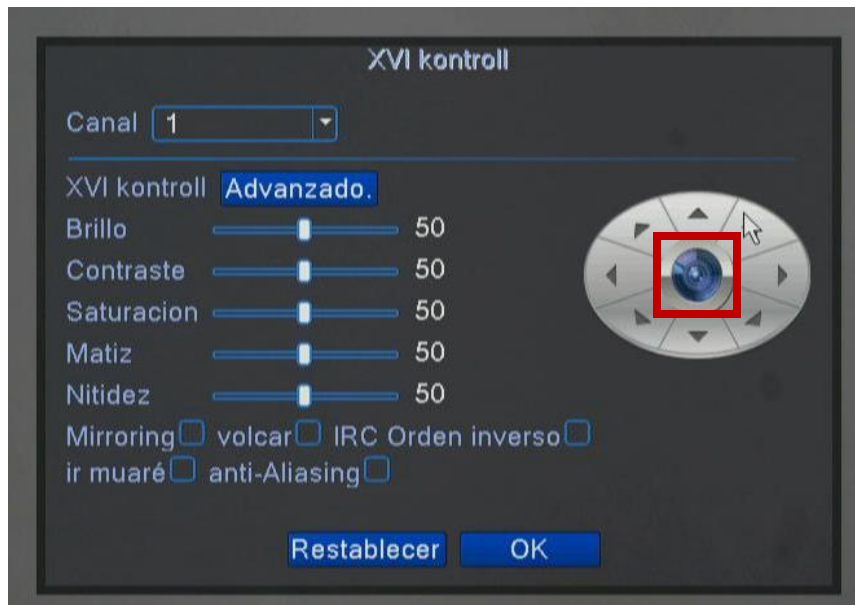 XVI kontroll
Canal 1
XVI kontroll Advanzado.
Brillo 50
Contraste 50
Saturacion 50
Matiz 50
Nitidez 50
Mirroring volcar IRC Orden inverso
ir muaré anti-Aliasing
Restablecer OK